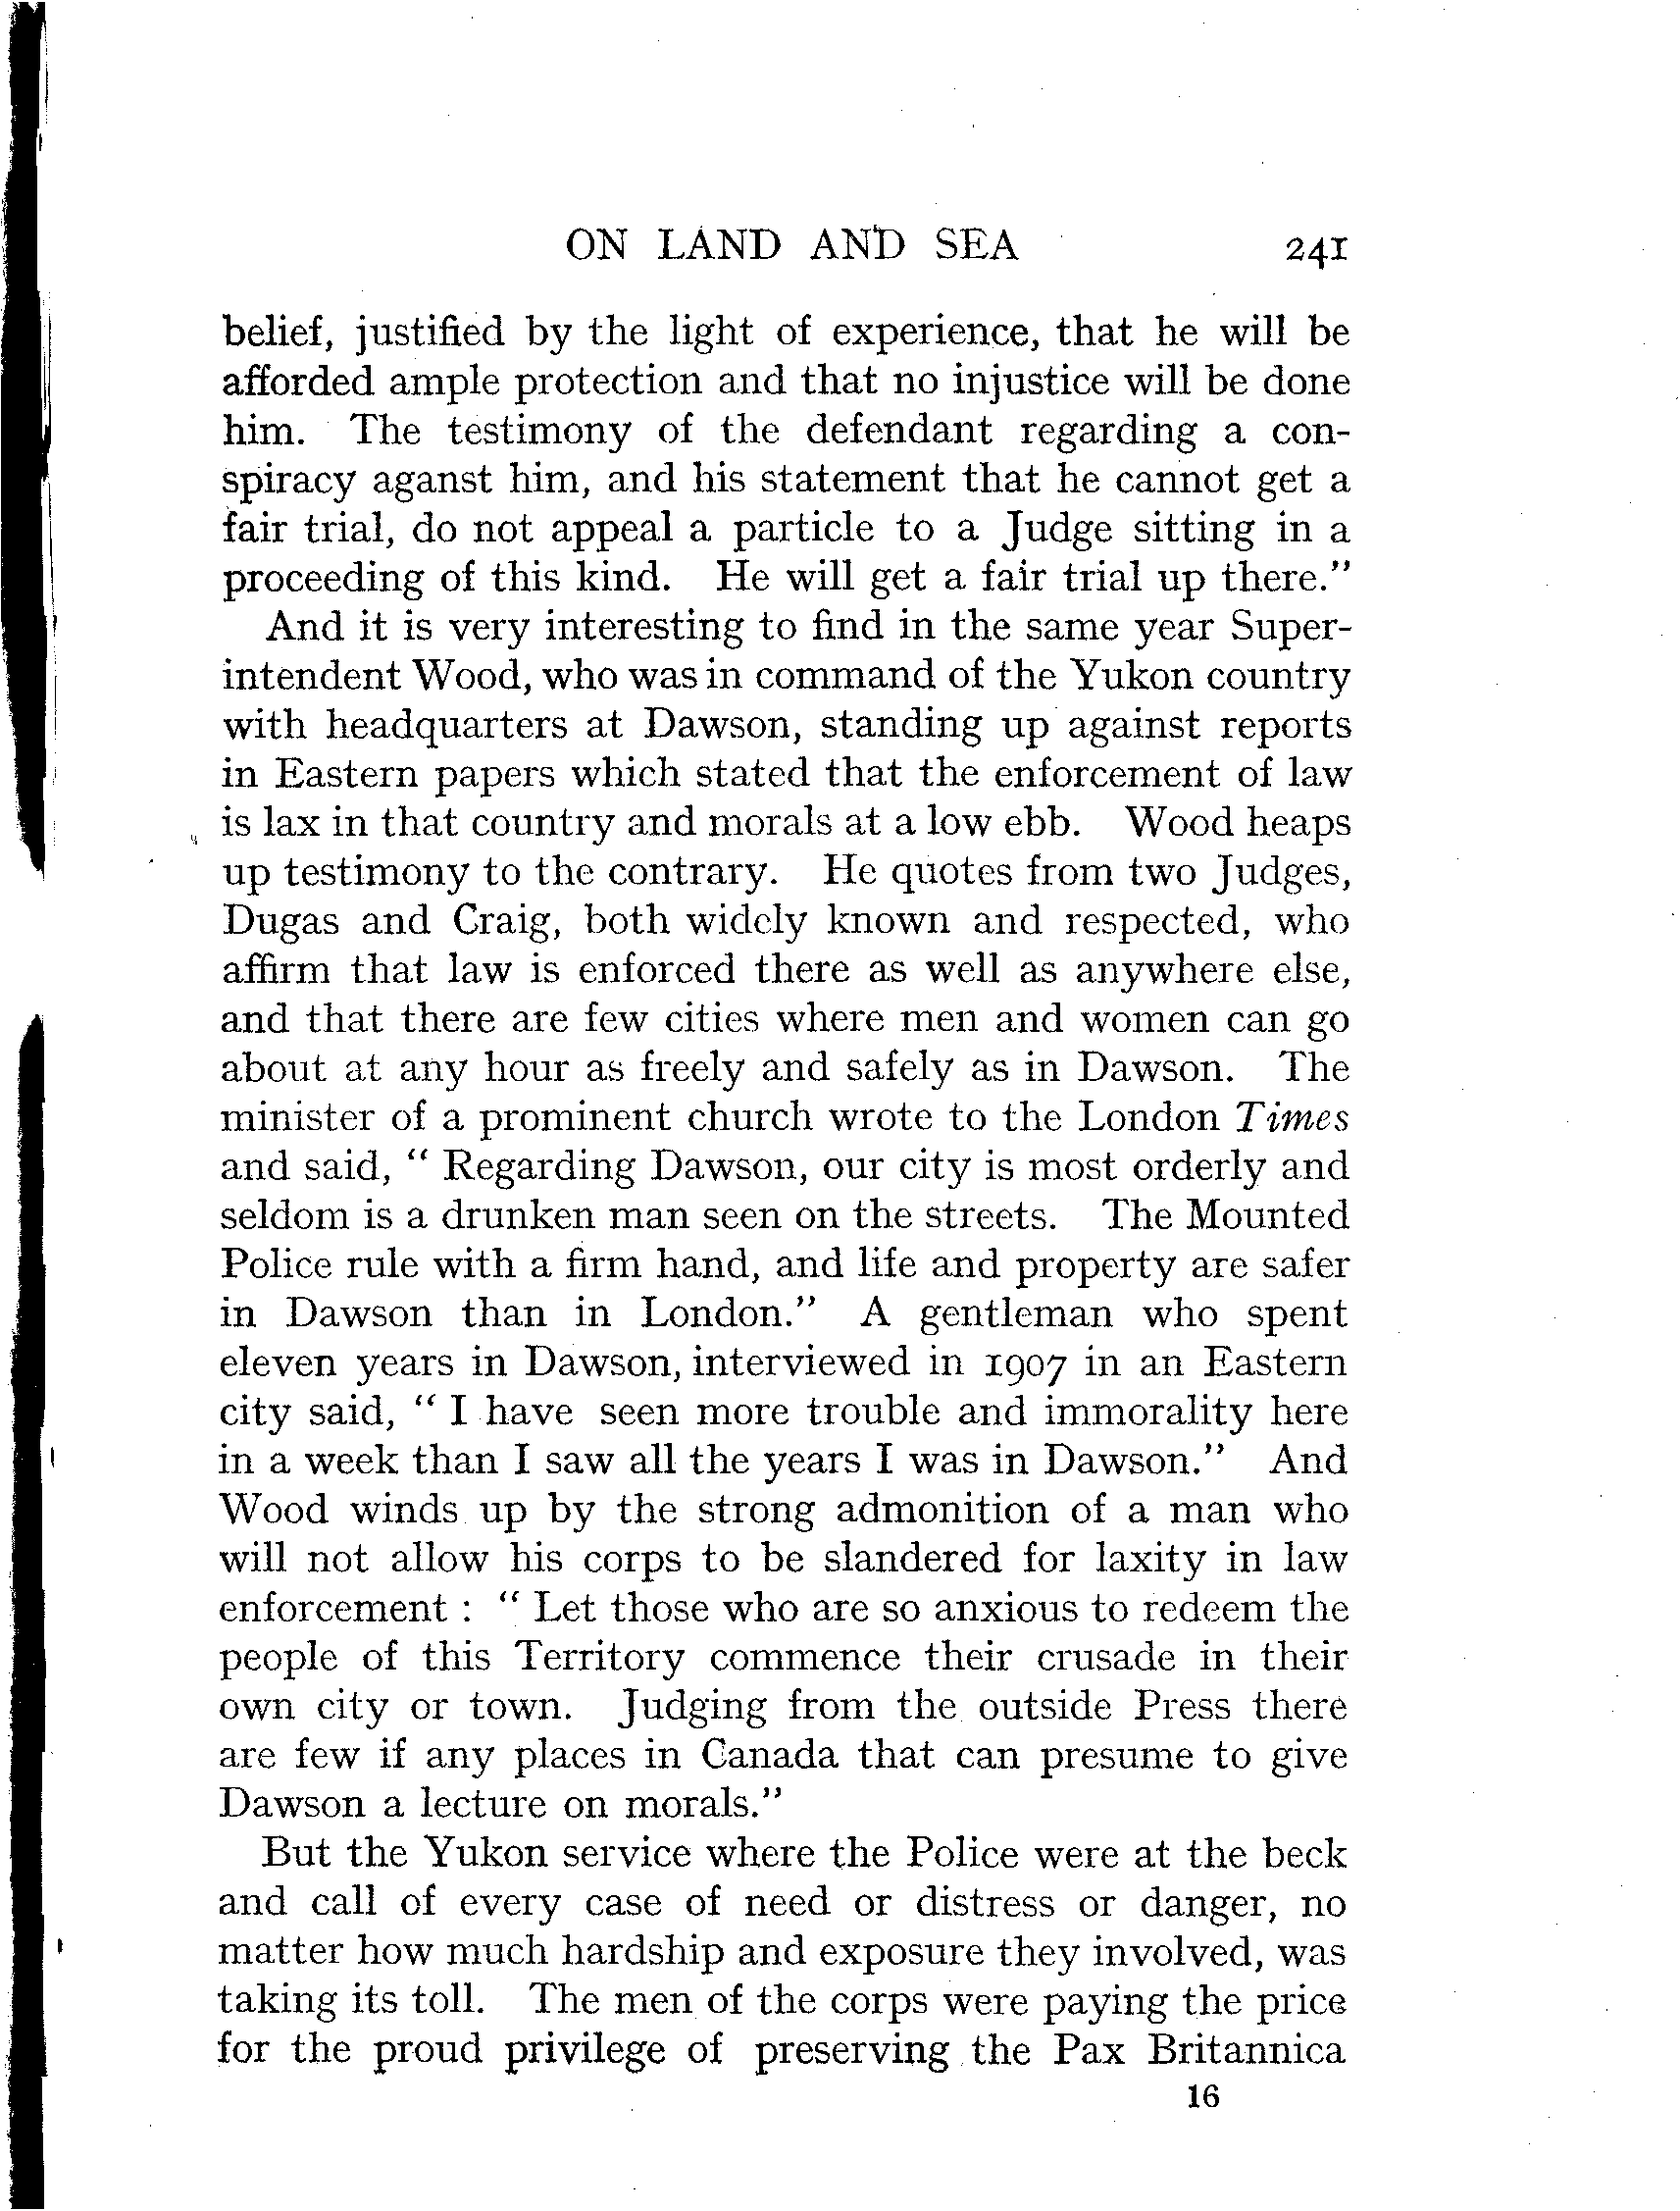 ON LAND AND SEA 241
belief, justified by the light of experience, that he will be
afforded ample protection and that no injustice will be done
him. The testimony of the defendant regarding a con-
spiracy aganst him, and his statement that he cannot get a
fair trial, do not appeal a particle to a Judge sitting in a
proceeding of this kind. He will get a fair trial up there."
And it is very interesting to find in the same year Super-
intendent Wood, who was in command of the Yukon country
with headquarters at Dawson, standing up against reports
in Eastern papers which stated that the enforcement of law
is lax in that country and morals at a low ebb. Wood heaps
up testimony to the contrary. He quotes from two Judges,
Dugas and Craig, both widely known and respected, who
affirm that law is enforced there as well as anywhere else,
and that there are few cities where men and women can go
about at any hour as freely and safely as in Dawson. The
minister of a prominent church wrote to the London Times
and said, " Regarding Dawson, our city is most orderly and
seldom is a drunken man seen on the streets. The Mounted
Police rule with a firm hand, and life and property are safer
in Dawson than in London." A gentleman who spent
eleven years in Dawson, interviewed in 1907 in an Eastern
city said, " I have seen more trouble and immorality here
in a week than I saw all the years I was in Dawson." And
Wood winds up by the strong admonition of a man who
will not allow his corps to be slandered for laxity in law
enforcement : " Let those who are so anxious to redeem the
people of this Territory commence their crusade in their
own city or town. Judging from the outside Press there
are few if any places in Canada that can presume to give
Dawson a lecture on morals."
But the Yukon service where the Police were at the beck
and call of every case of need or distress or danger, no
matter how much hardship and exposure they involved, was
taking its toll. The men of the corps were paying the price
for the proud privilege of preserving the Pax Britannica
16